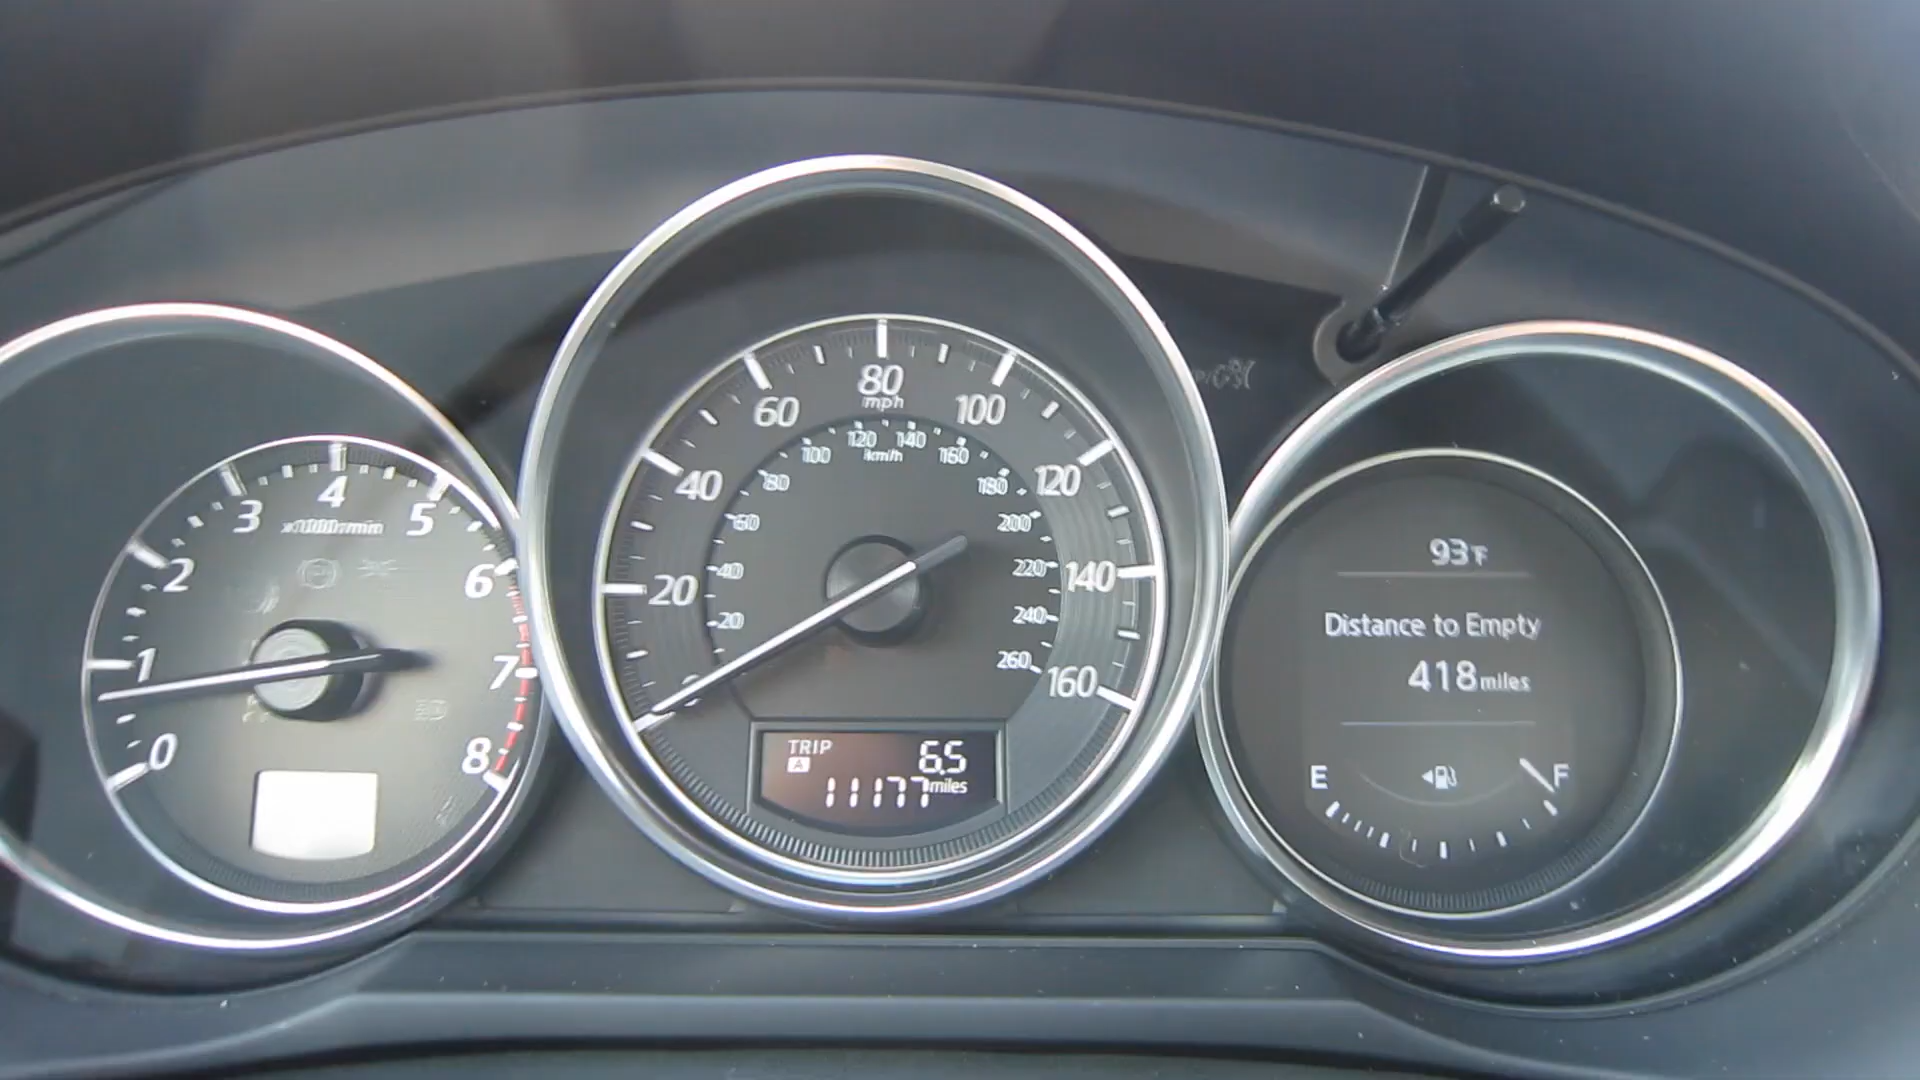 0
1
2
3
4
5
6
7
8
x1000r/min
20
40
60
80
100
120
140
160
mph
20
40
60
80
100
120
140
160
180
200
220
240
260
km/h
TRIP
A
6.5
11177 miles
93°F
Distance to Empty
418 miles
E
F